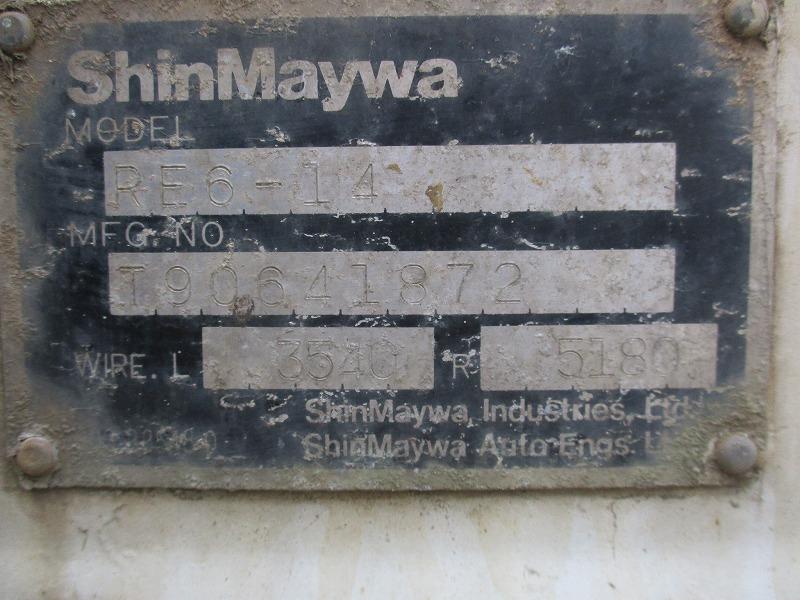 ShinMaywa
MODEL
RE6-14
MFG. NO
T90641872
WIRE. L 3540 R 5180
ShinMaywa Industries, Ltd
ShinMaywa Auto Engs.